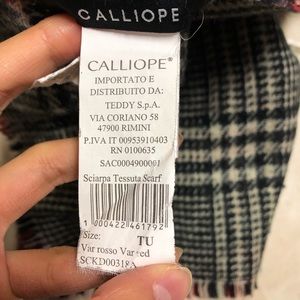 CALLIOPE
CALLIOPE®
IMPORTATO E
DISTRIBUITO DA:
TEDDY S.p.A.
VIA CORIANO 58
47900 RIMINI
P.IVA IT 00953910403
RN 0100635
SAC0004900001
Sciarpa Tessuta Scarf
1 000422 461792
Size: TU
Var rosso Var red
SCKD00318